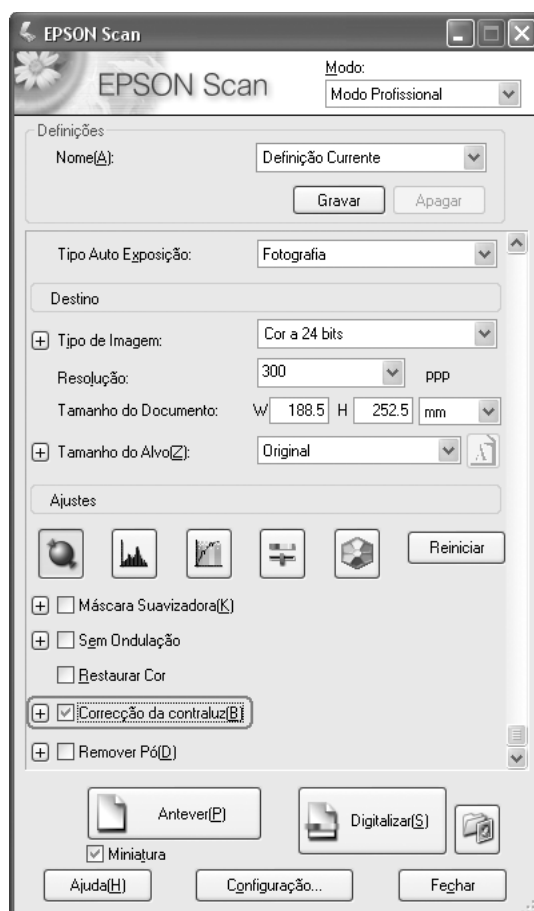 EPSON Scan
EPSON Scan
Modo:
Modo Profissional
Definições
Nome(A): Definição Currente
Gravar Apagar
Tipo Auto Exposição: Fotografia
Destino
Tipo de Imagem: Cor a 24 bits
Resolução: 300 ppp
Tamanho do Documento: W 188.5 H 252.5 mm
Tamanho do Alvo(Z): Original
Ajustes
Reiniciar
Máscara Suavizadora(K)
Sem Ondulação
Restaurar Cor
Correcção da contraluz(B)
Remover Pó(D)
Antever(P) Digitalizar(S)
Miniatura
Ajuda(H) Configuração... Fechar